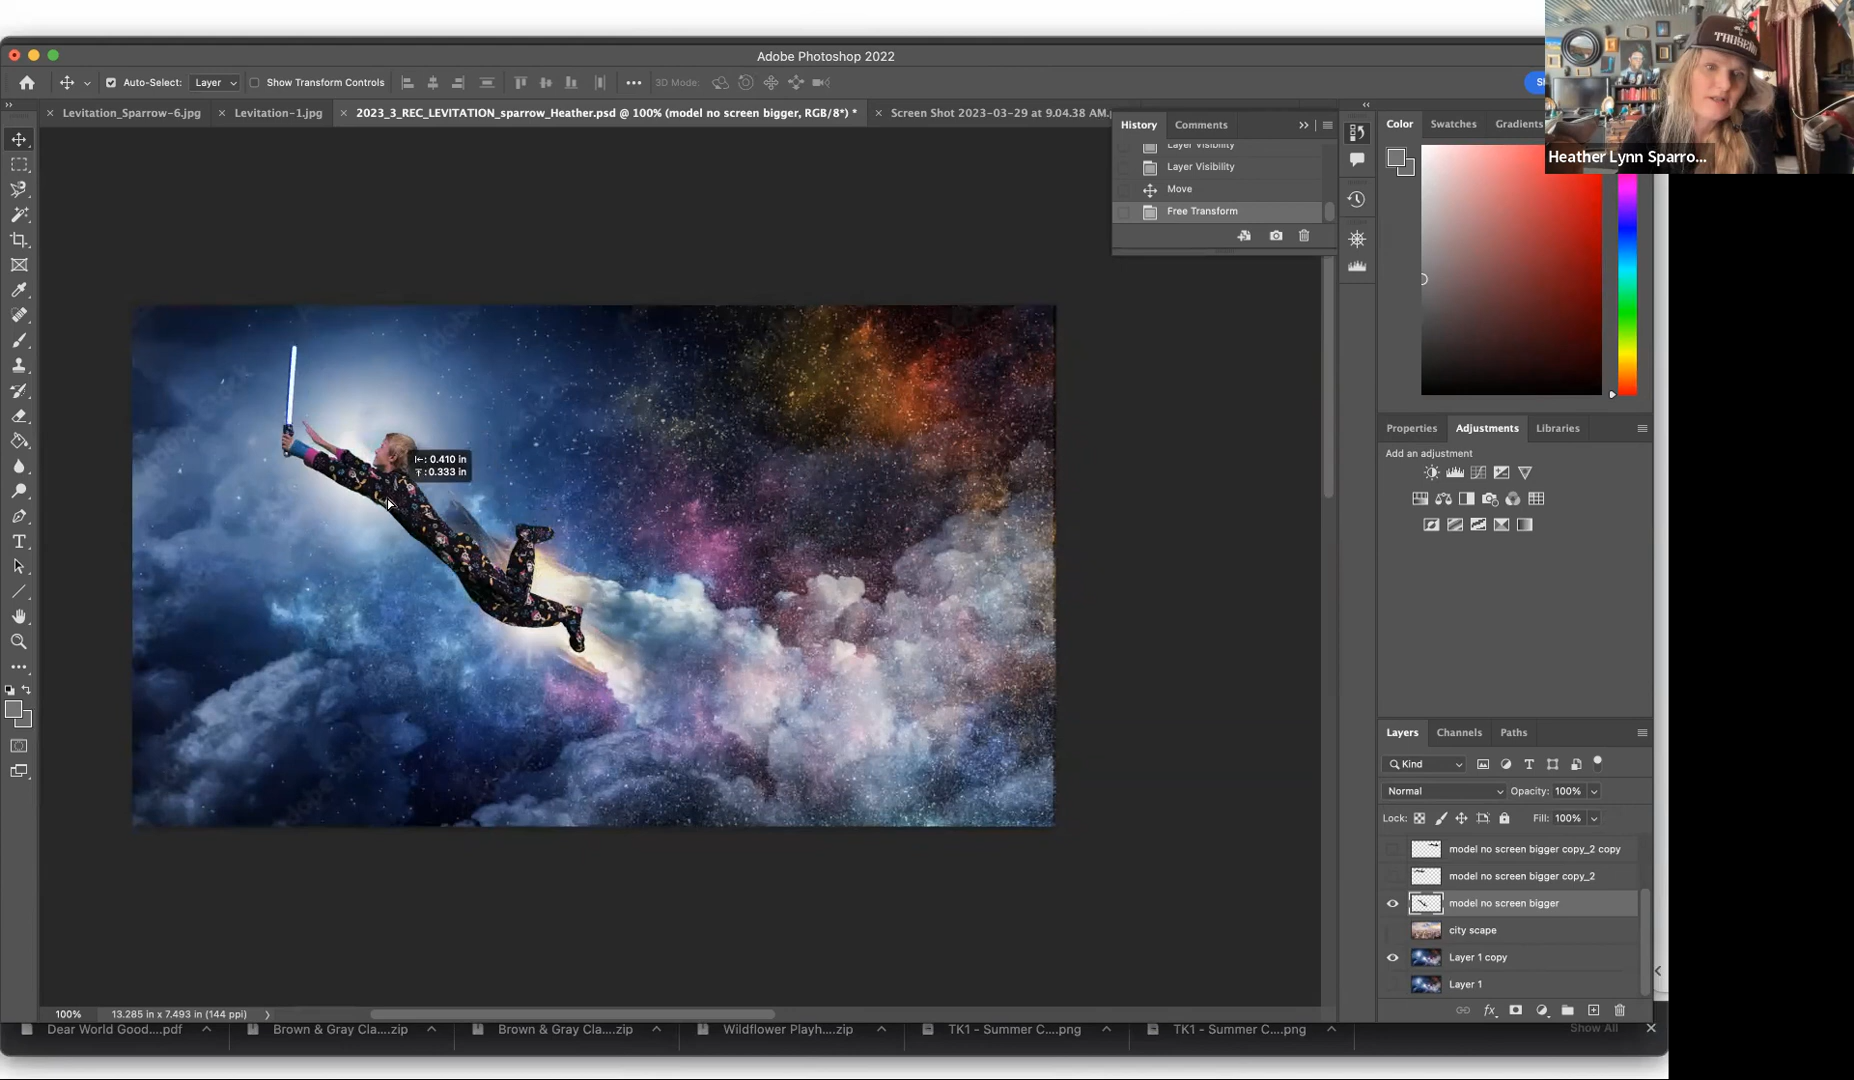 Adobe Photoshop 2022
Auto-Select: Layer Show Transform Controls 3D Mode:
Levitation_Sparrow-6.jpg
Levitation-1.jpg
2023_3_REC_LEVITATION_sparrow_Heather.psd @ 100% (model no screen bigger, RGB/8*) *
Screen Shot 2023-03-29 at 9.04.38 AM
History Comments
Layer Visibility
Layer Visibility
Move
Free Transform
Color Swatches Gradients
Heather Lynn Sparro...
0.410 in
0.333 in
Properties Adjustments Libraries
Add an adjustment
Layers Channels Paths
Kind
Normal Opacity: 100%
Lock: Fill: 100%
model no screen bigger copy_2 copy
model no screen bigger copy_2
model no screen bigger
city scape
Layer 1 copy
Layer 1
100% 13.285 in x 7.493 in (144 ppi)
Dear World Good....pdf
Brown & Gray Cla....zip
Brown & Gray Cla....zip
Wildflower Playh....zip
TK1 - Summer C....png
TK1 - Summer C....png
Show All